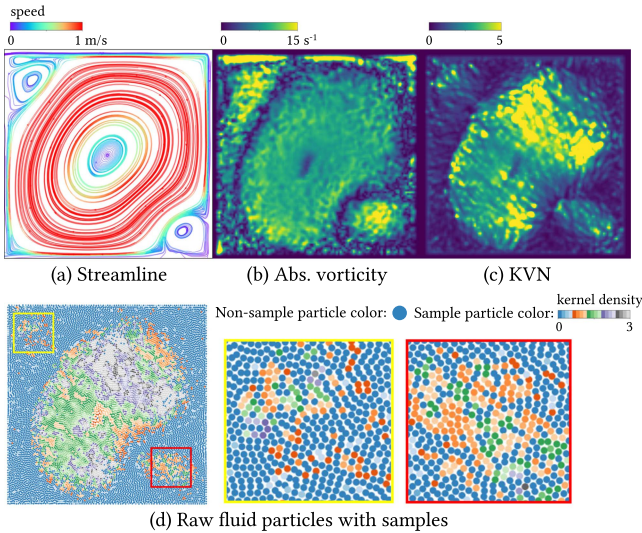 speed
0 1 m/s
0 15 s⁻¹
0 5
(a) Streamline
(b) Abs. vorticity
(c) KVN
kernel density
Non-sample particle color:
Sample particle color:
0 3
(d) Raw fluid particles with samples